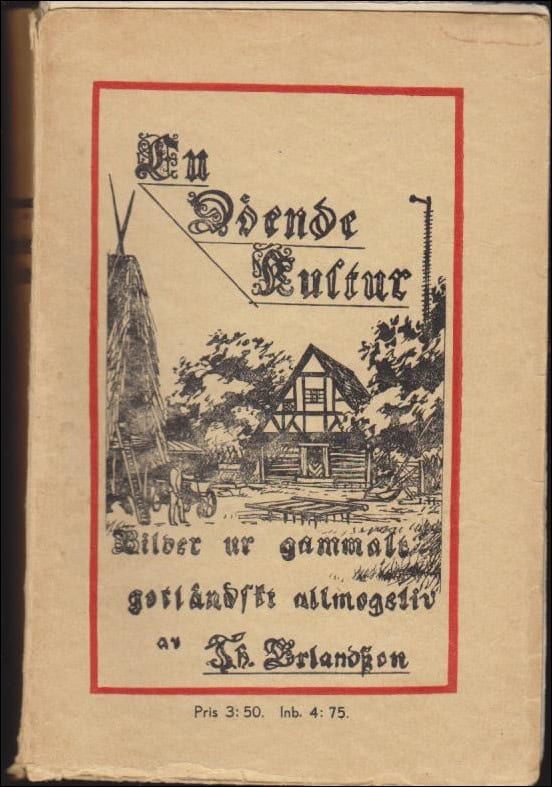 En
Döende
Kultur
Bilder ur gammalt
gotländskt allmogeliv
av Th. Erlandsson
Pris 3:50. Inb. 4:75.